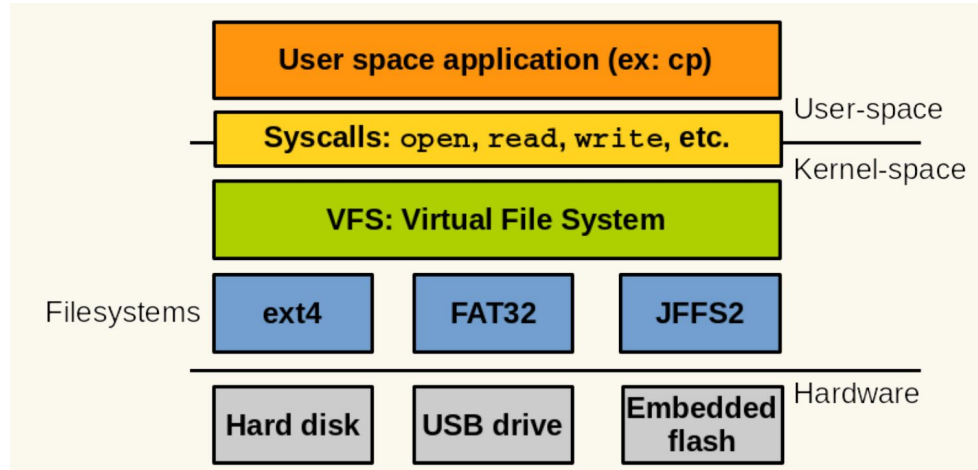 User space application (ex: cp)
User-space
Syscalls: open, read, write, etc.
Kernel-space
VFS: Virtual File System
Filesystems
ext4
FAT32
JFFS2
Hardware
Hard disk
USB drive
Embedded
flash